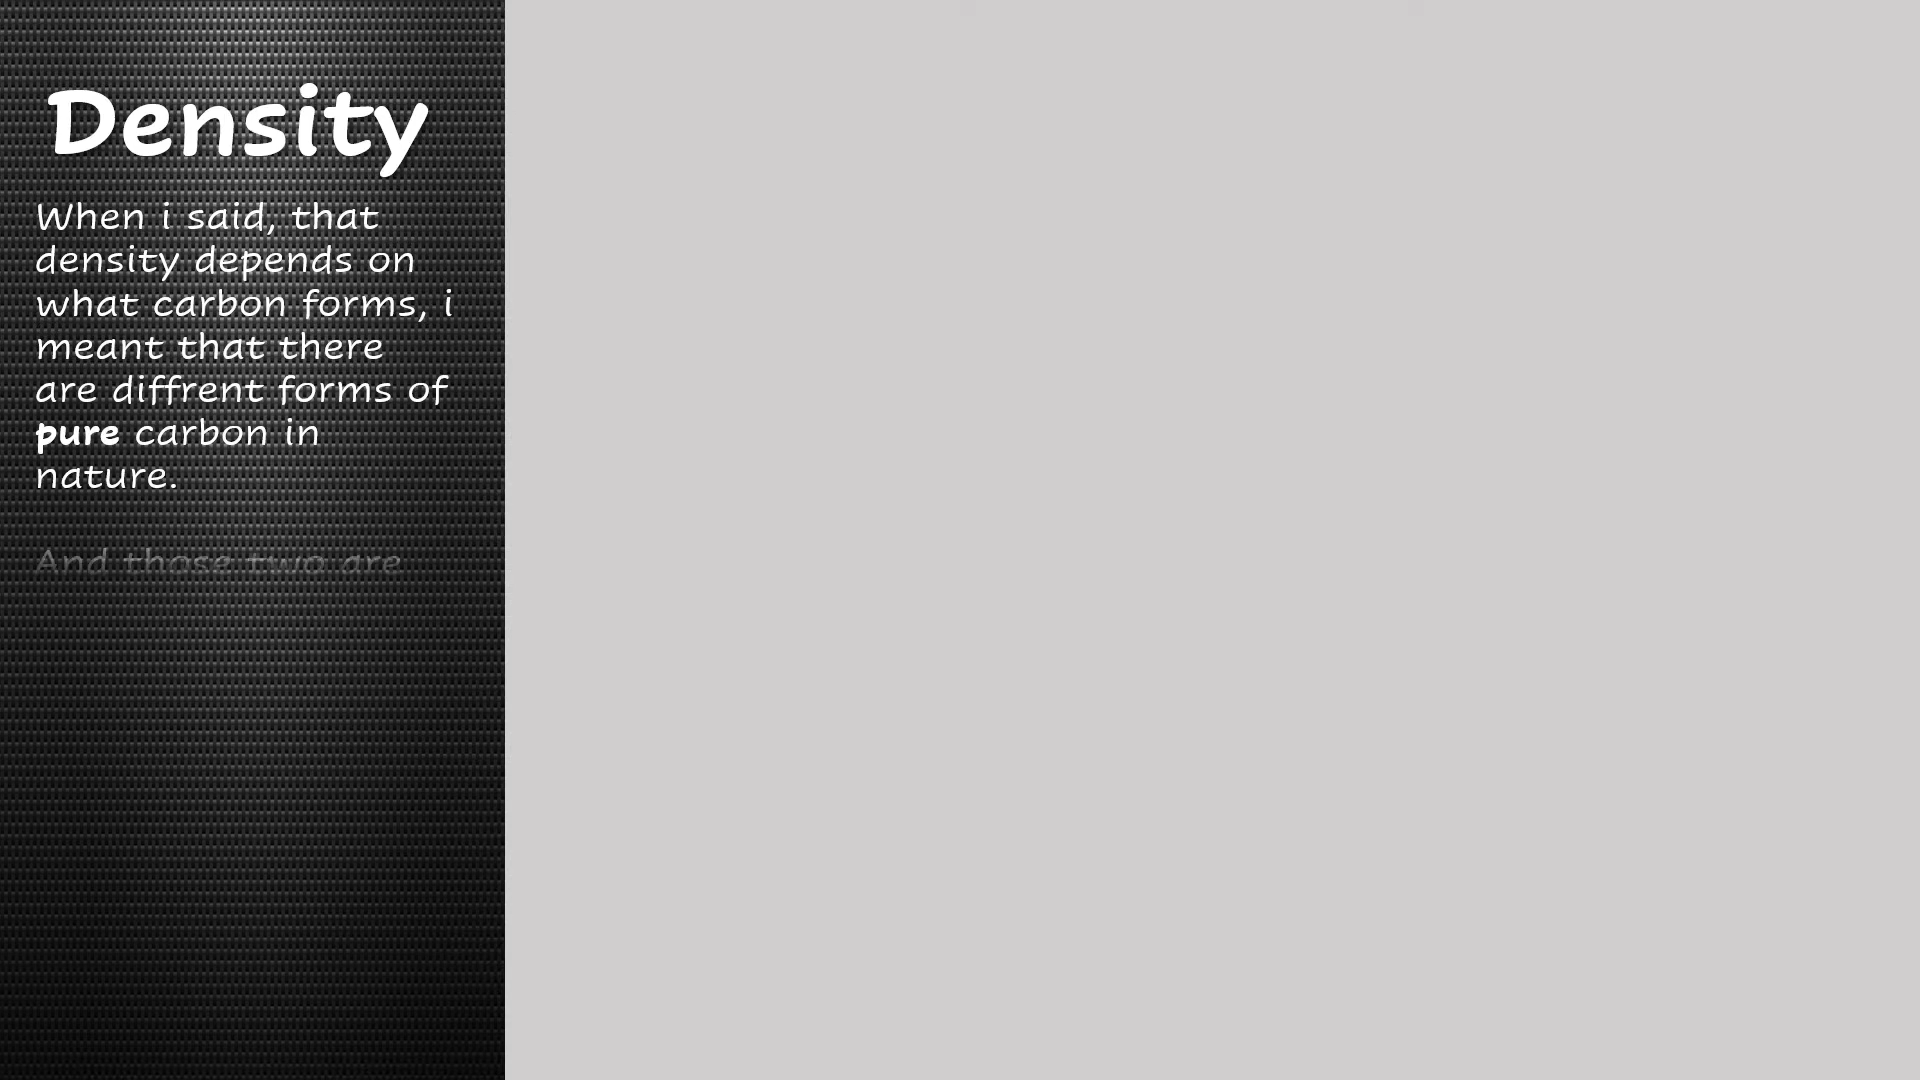 Density
When i said, that
density depends on
what carbon forms, i
meant that there
are diffrent forms of
pure carbon in
nature.
And those two are